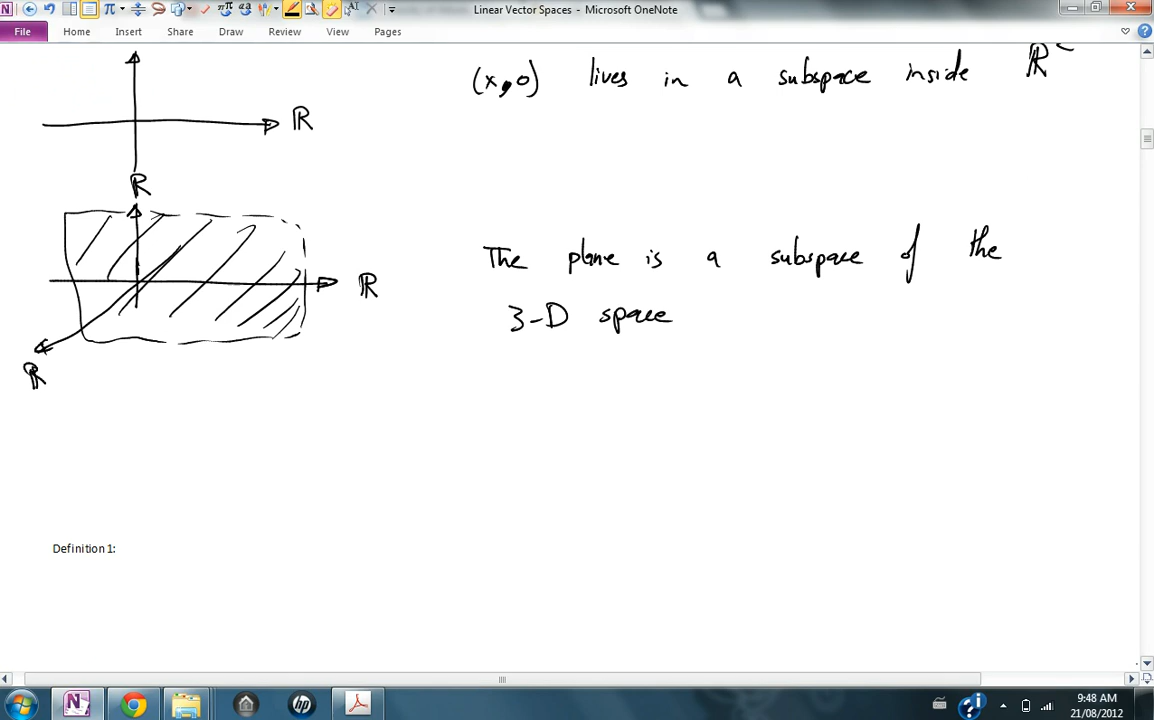 Linear Vector Spaces - Microsoft OneNote
File Home Insert Share Draw Review View Pages
(x,0) lives in a subspace inside ℝ
ℝ
ℝ
The plane is a subspace of the
ℝ
3-D space
ℝ
Definition 1:
9:48 AM
21/08/2012